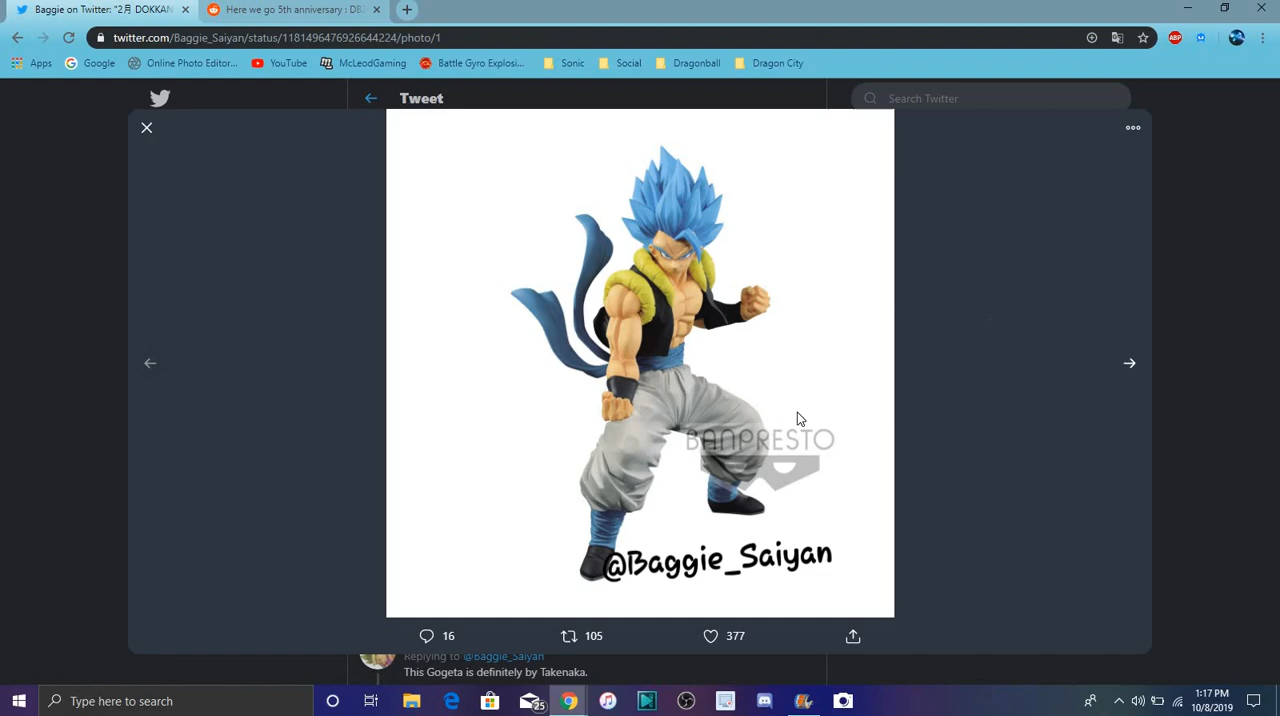 Baggie on Twitter: "2月 DOKKAN
Here we go 5th anniversary : DB
twitter.com/Baggie_Saiyan/status/1181496476926644224/photo/1
ABP
Apps
Google
Online Photo Editor...
YouTube
McLeodGaming
Battle Gyro Explosi...
Sonic
Social
Dragonball
Dragon City
Tweet
Search Twitter
BANPRESTO
@Baggie_Saiyan
16
105
377
Replying to @Baggie_Saiyan
This Gogeta is definitely by Takenaka.
Type here to search
25
1:17 PM
10/8/2019